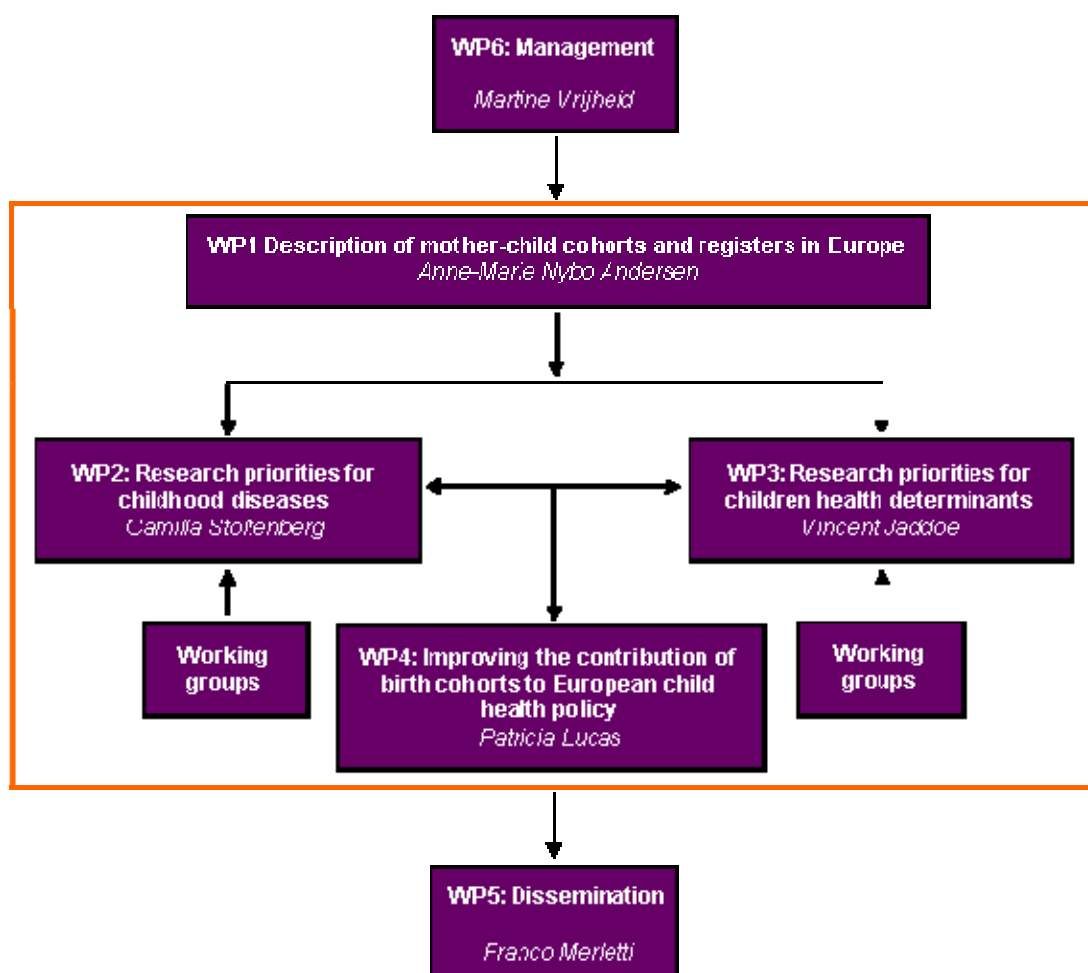 WP6: Management
Martine Vrijheid
WP1 Description of mother-child cohorts and registers in Europe
Anne-Marie Nybo Andersen
WP2: Research priorities for
childhood diseases
Camilla Stoltenberg
WP3: Research priorities for
children health determinants
Vincent Jaddoe
Working
groups
WP4: Improving the contribution of
birth cohorts to European child
health policy
Patricia Lucas
Working
groups
WP5: Dissemination
Franco Merletti